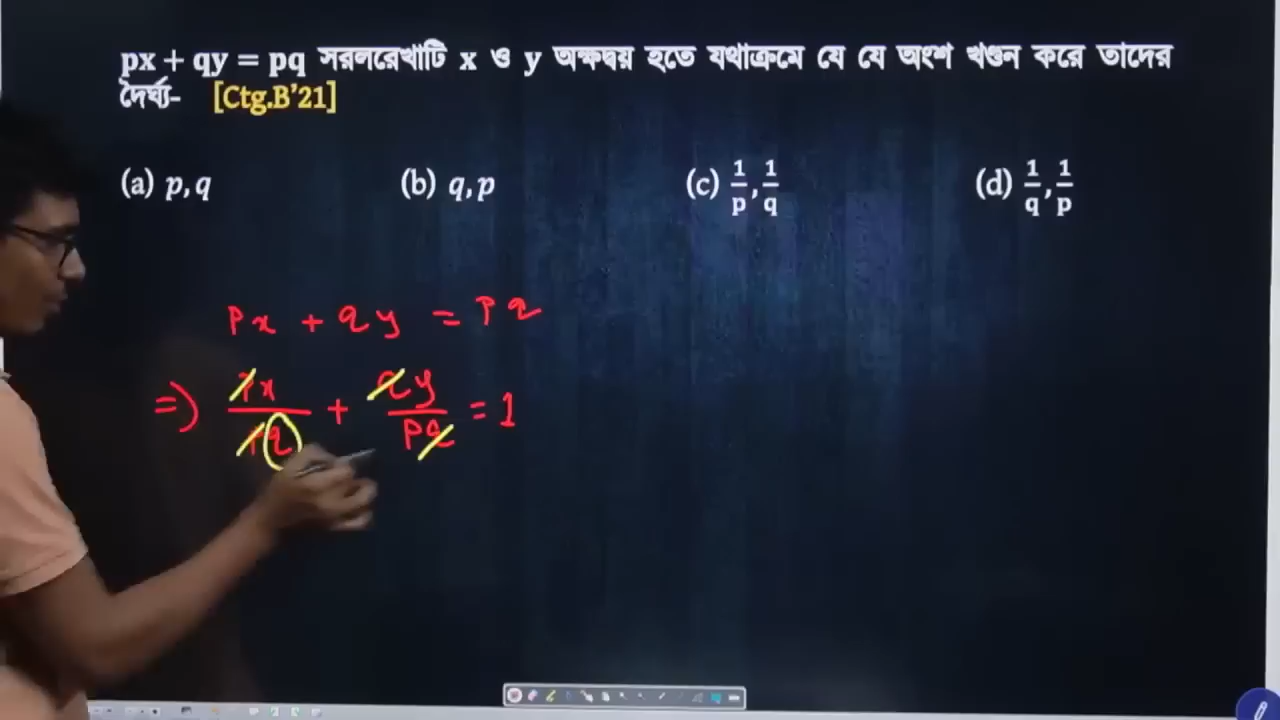 px + qy = pq সরলরেখাটি x ও y অক্ষদ্বয় হতে যথাক্রমে যে যে অংশ খণ্ডন করে তাদের
দৈর্ঘ্য- [Ctg.B'21]
(a) p, q (b) q, p (c) 1/p, 1/q (d) 1/q, 1/p
px + qy = pq
⇒) px/pq + qy/pq = 1